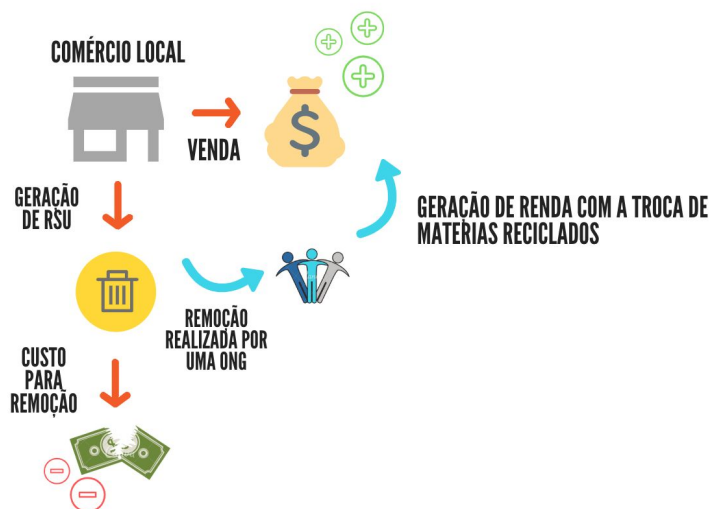 COMÉRCIO LOCAL
VENDA
GERAÇÃO
DE RSU
GERAÇÃO DE RENDA COM A TROCA DE
MATERIAS RECICLADOS
REMOÇÃO
REALIZADA POR
UMA ONG
CUSTO
PARA
REMOÇÃO